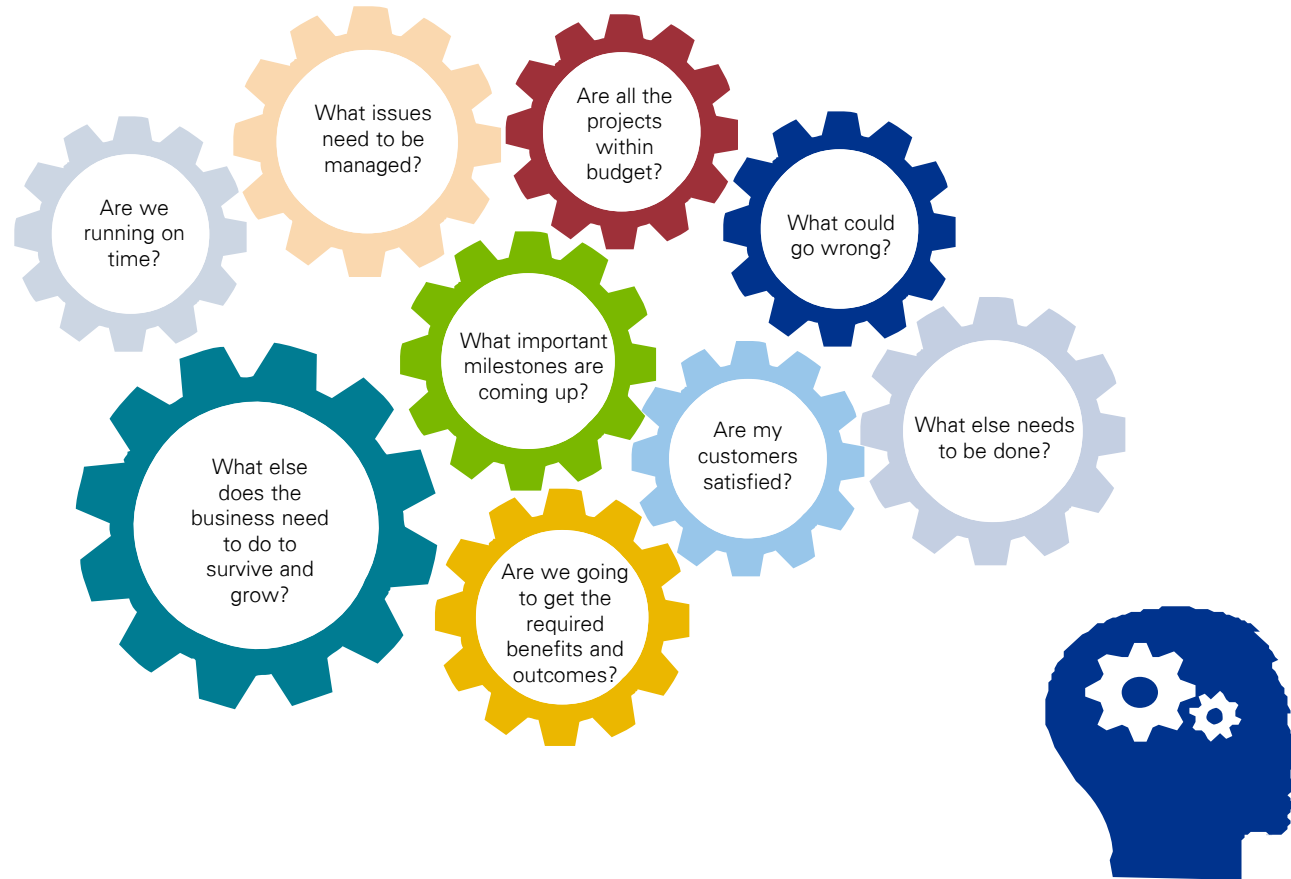 Are we
running on
time?
What issues
need to be
managed?
Are all the
projects
within
budget?
What could
go wrong?
What important
milestones are
coming up?
Are my
customers
satisfied?
What else needs
to be done?
What else
does the
business need
to do to
survive and
grow?
Are we going
to get the
required
benefits and
outcomes?